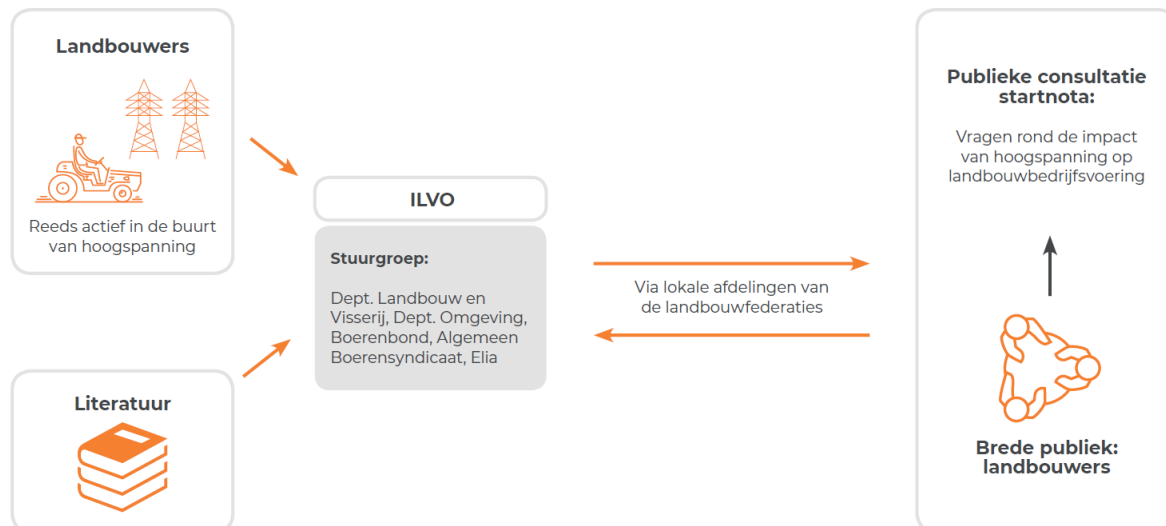 Landbouwers
Reeds actief in de buurt
van hoogspanning
Literatuur
ILVO
Stuurgroep:
Dept. Landbouw en
Visserij, Dept. Omgeving,
Boerenbond, Algemeen
Boerensyndicaat, Elia
Via lokale afdelingen van
de landbouwfederaties
Publieke consultatie
startnota:
Vragen rond de impact
van hoogspanning op
landbouwbedrijfsvoering
Brede publiek:
landbouwers